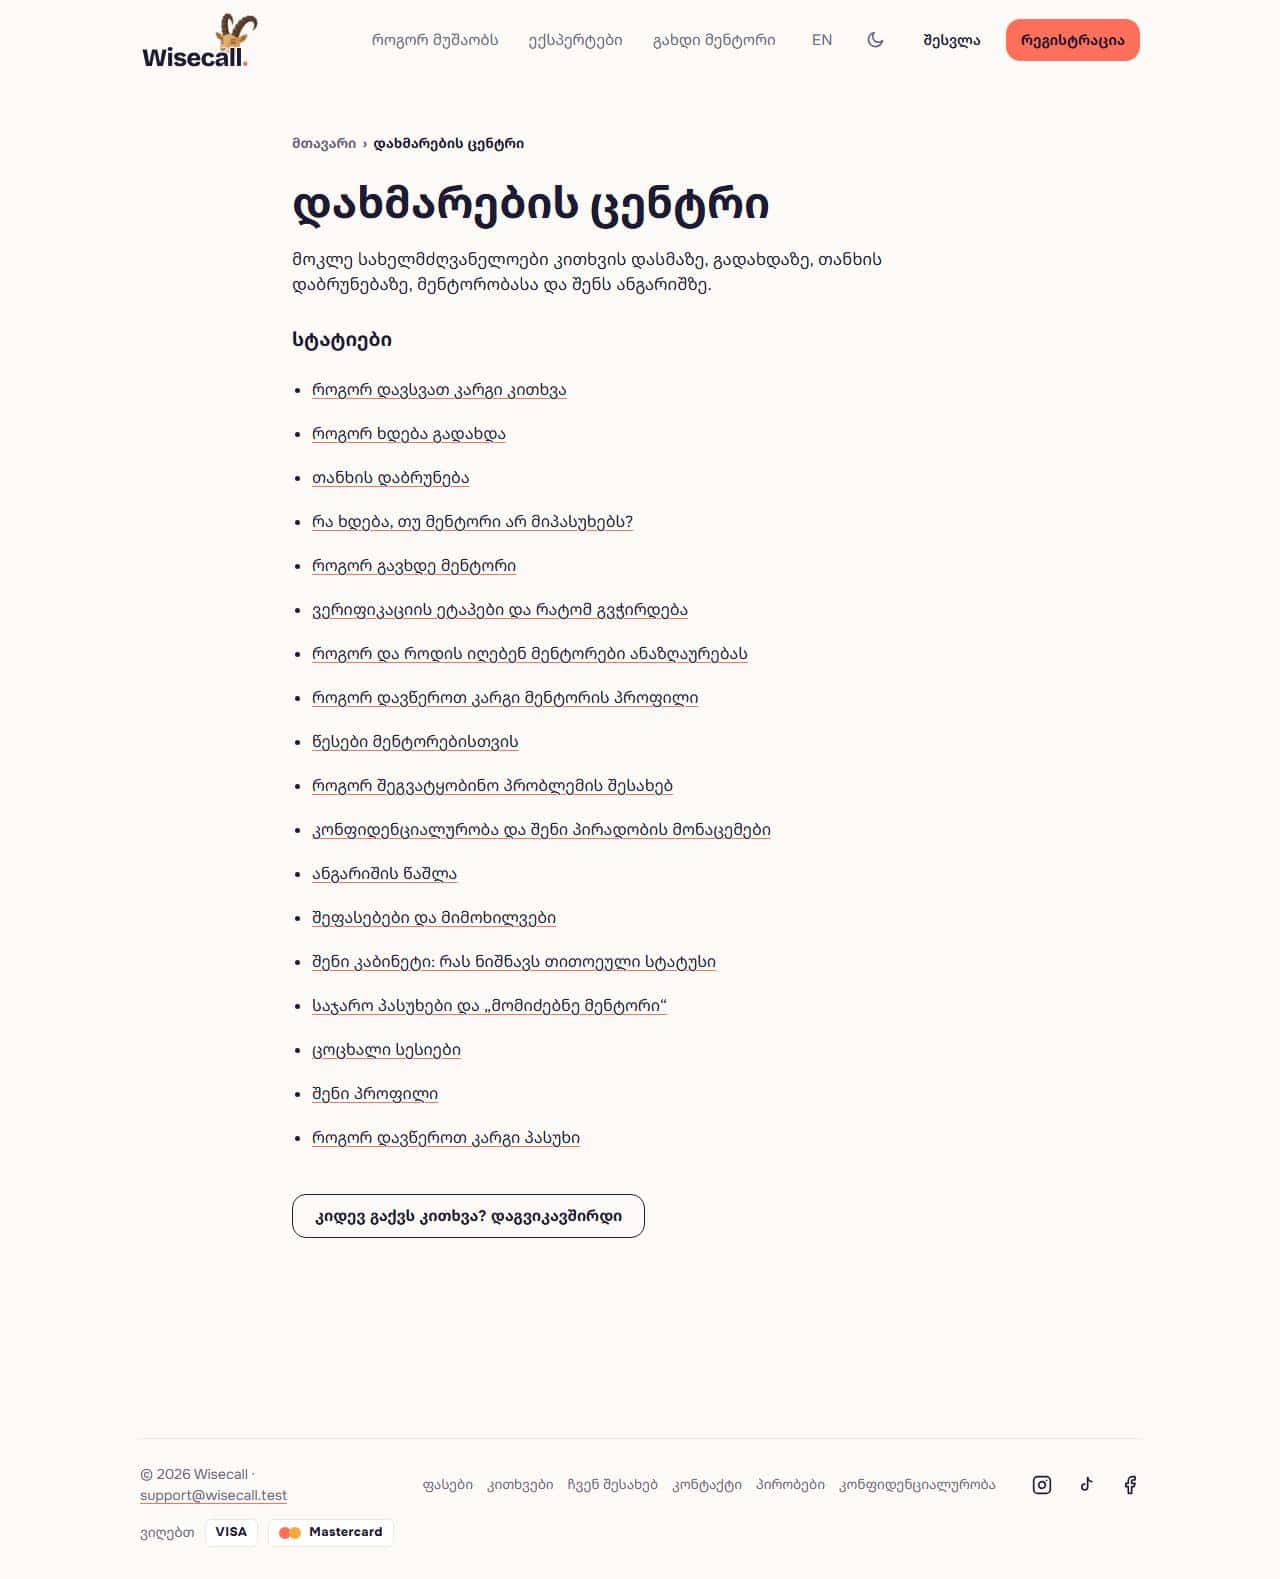 Wisecall.
როგორ მუშაობს
ექსპერტები
გახდი მენტორი
EN
შესვლა
რეგისტრაცია
მთავარი › დახმარების ცენტრი
დახმარების ცენტრი
მოკლე სახელმძღვანელოები კითხვის დასმაზე, გადახდაზე, თანხის
დაბრუნებაზე, მენტორობასა და შენს ანგარიშზე.
სტატიები
• როგორ დავსვათ კარგი კითხვა
• როგორ ხდება გადახდა
• თანხის დაბრუნება
• რა ხდება, თუ მენტორი არ მიპასუხებს?
• როგორ გავხდე მენტორი
• ვერიფიკაციის ეტაპები და რატომ გვჭირდება
• როგორ და როდის იღებენ მენტორები ანაზღაურებას
• როგორ დავწეროთ კარგი მენტორის პროფილი
• წესები მენტორებისთვის
• როგორ შეგვატყობინო პრობლემის შესახებ
• კონფიდენციალურობა და შენი პირადობის მონაცემები
• ანგარიშის წაშლა
• შეფასებები და მიმოხილვები
• შენი კაბინეტი: რას ნიშნავს თითოეული სტატუსი
• საჯარო პასუხები და „მომიძებნე მენტორი“
• ცოცხალი სესიები
• შენი პროფილი
• როგორ დავწეროთ კარგი პასუხი
კიდევ გაქვს კითხვა? დაგვიკავშირდი
© 2026 Wisecall ·
support@wisecall.test
ფასები
კითხვები
ჩვენ შესახებ
კონტაქტი
პირობები
კონფიდენციალურობა
ვიღებთ
VISA
Mastercard